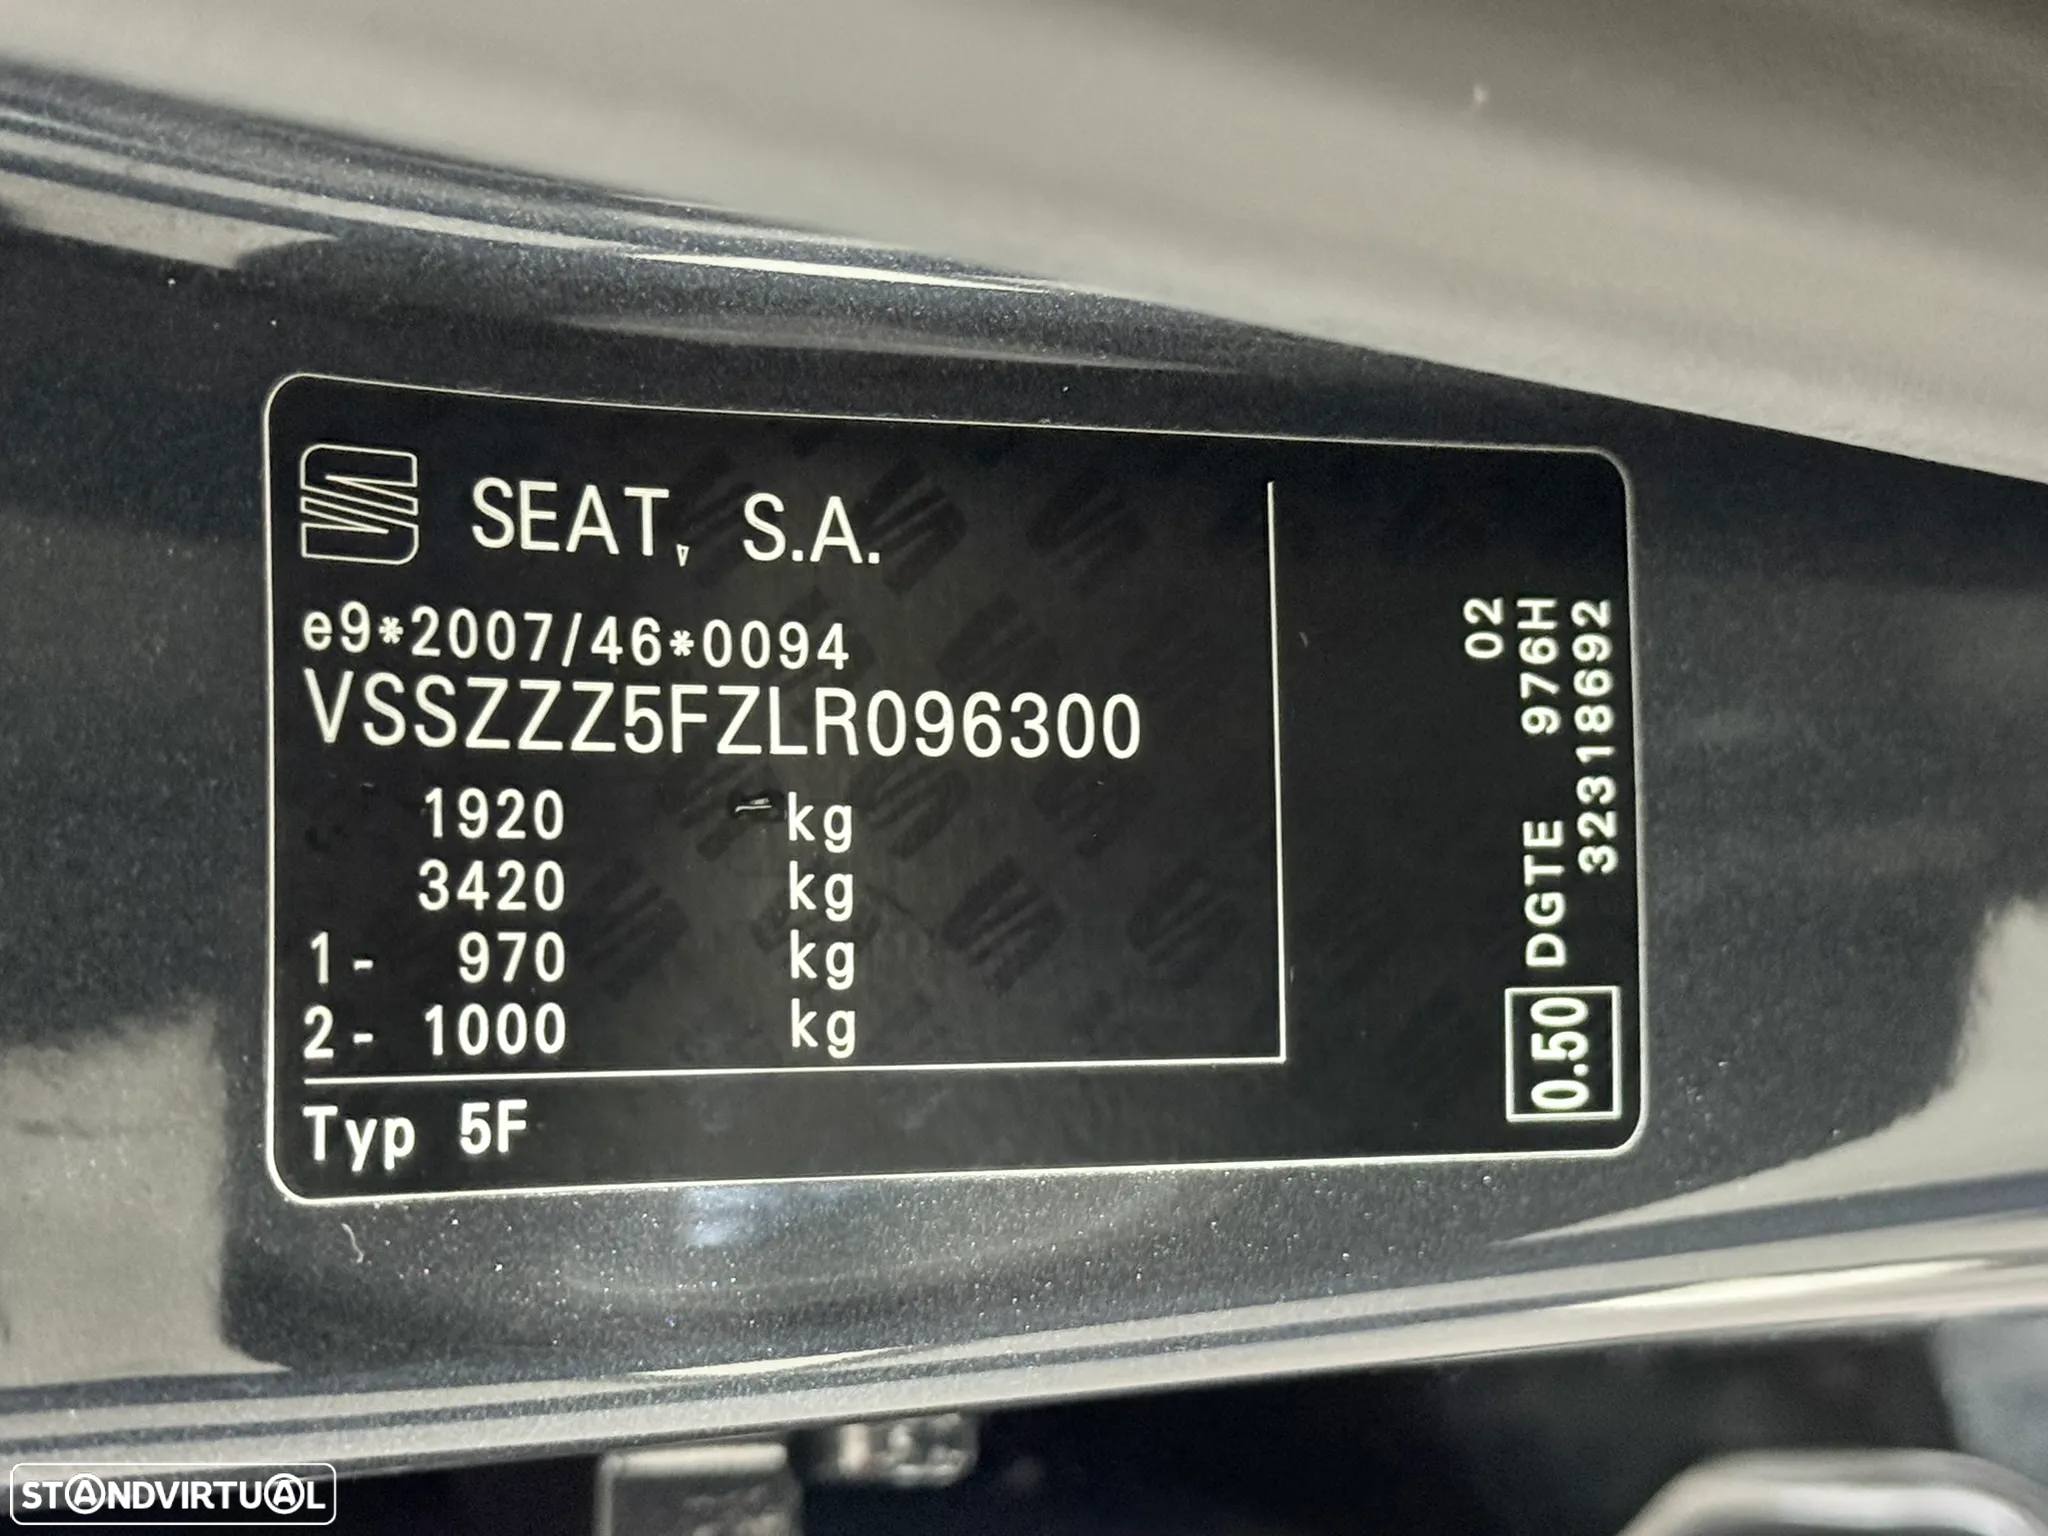 SEAT, S.A.
e9*2007/46*0094
VSSZZZ5FZLR096300
1920 kg
3420 kg
1- 970 kg
2- 1000 kg
Typ 5F
02
0.50 DGTE 976H
32318692
STANDVIRTUAL